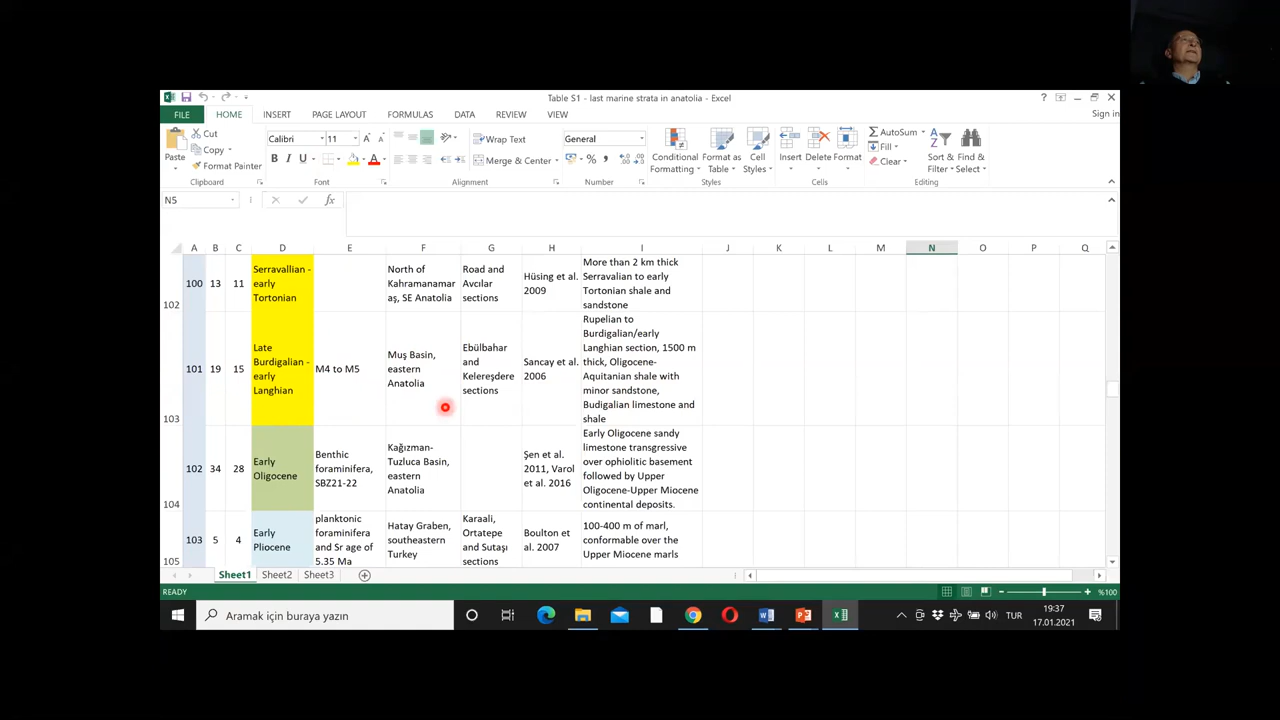 Table S1 - last marine strata in anatolia - Excel
Sign in
FILE HOME INSERT PAGE LAYOUT FORMULAS DATA REVIEW VIEW
Cut
Copy
Format Painter
Paste
Calibri 11
B I U
Wrap Text
Merge & Center
General
Conditional Formatting
Format as Table
Cell Styles
Insert Delete Format
AutoSum
Fill
Clear
Sort & Filter
Find & Select
Clipboard Font Alignment Number Styles Cells Editing
N5
fx
A B C D E F G H I J K L M N O P Q
102
100
13
11
Serravallian -
early
Tortonian
North of
Kahramanamar
aş, SE Anatolia
Road and
Avcılar
sections
Hüsing et al.
2009
More than 2 km thick
Serravalian to early
Tortonian shale and
sandstone
103
101
19
15
Late
Burdigalian -
early
Langhian
M4 to M5
Muş Basin,
eastern
Anatolia
Ebülbahar
and
Kelereşdere
sections
Sancay et al.
2006
Rupelian to
Burdigalian/early
Langhian section, 1500 m
thick, Oligocene-
Aquitanian shale with
minor sandstone,
Budigalian limestone and
shale
104
102
34
28
Early
Oligocene
Benthic
foraminifera,
SBZ21-22
Kağızman-
Tuzluca Basin,
eastern
Anatolia
Şen et al.
2011, Varol
et al. 2016
Early Oligocene sandy
limestone transgressive
over ophiolitic basement
followed by Upper
Oligocene-Upper Miocene
continental deposits.
105
103
5
4
Early
Pliocene
planktonic
foraminifera
and Sr age of
5.35 Ma
Hatay Graben,
southeastern
Turkey
Karaali,
Ortatepe
and Sutaşı
sections
Boulton et
al. 2007
100-400 m of marl,
conformable over the
Upper Miocene marls
Sheet1 Sheet2 Sheet3
READY
%100
Aramak için buraya yazın
TUR
19:37
17.01.2021